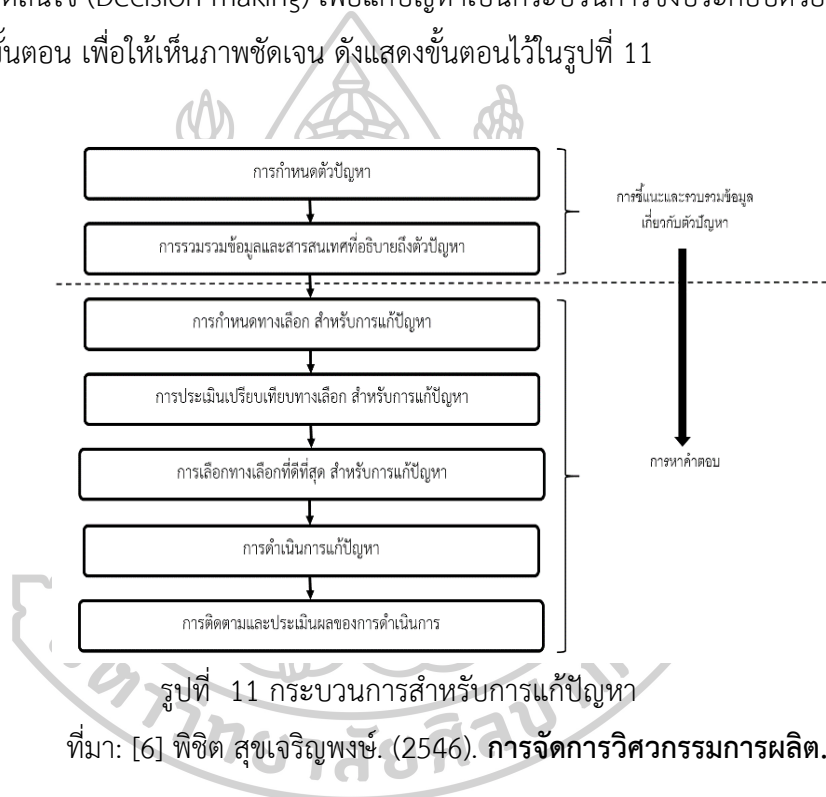 (Decision making) เพื่อแก้ปัญหาเป็นกระบวนการซึ่งประกอบด้วย
ขั้นตอน เพื่อให้เห็นภาพชัดเจน ดังแสดงขั้นตอนไว้ในรูปที่ 11
การกำหนดตัวปัญหา
การรวมรวมข้อมูลและสารสนเทศที่อธิบายถึงตัวปัญหา
การชี้แนะและรวบรวมข้อมูล
เกี่ยวกับตัวปัญหา
การกำหนดทางเลือก สำหรับการแก้ปัญหา
การประเมินเปรียบเทียบทางเลือก สำหรับการแก้ปัญหา
การเลือกทางเลือกที่ดีที่สุด สำหรับการแก้ปัญหา
การหาคำตอบ
การดำเนินการแก้ปัญหา
การติดตามและประเมินผลของการดำเนินการ
รูปที่ 11 กระบวนการสำหรับการแก้ปัญหา
ที่มา: [6] พิชิต สุขเจริญพงษ์. (2546). การจัดการวิศวกรรมการผลิต.